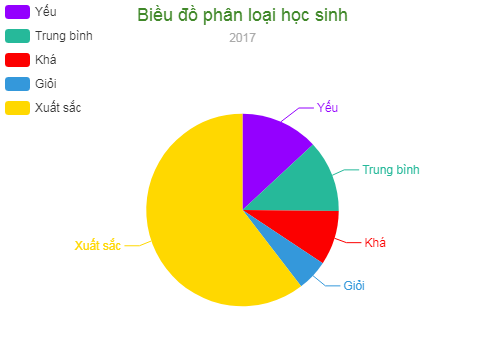 Biều đồ phân loại học sinh
2017
Yếu
Trung bình
Khá
Giỏi
Xuất sắc
Yếu
Trung bình
Khá
Giỏi
Xuất sắc